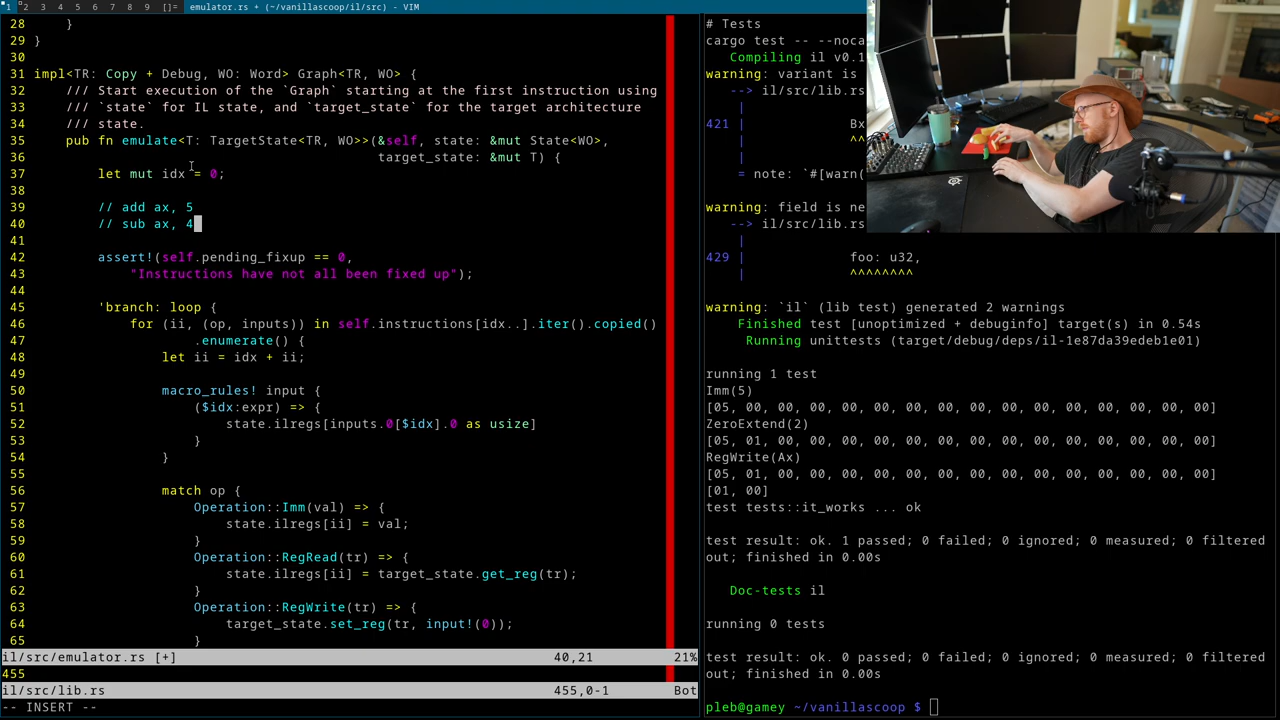 1 2 3 4 5 6 7 8 9 []= emulator.rs + (~/vanillascoop/il/src) - VIM
28     }
29 }
30
31 impl<TR: Copy + Debug, WO: Word> Graph<TR, WO> {
32     /// Start execution of the `Graph` starting at the first instruction using
33     /// `state` for IL state, and `target_state` for the target architecture
34     /// state.
35     pub fn emulate<T: TargetState<TR, WO>>(&self, state: &mut State<WO>,
36                                            target_state: &mut T) {
37         let mut idx = 0;
38
39         // add ax, 5
40         // sub ax, 4
41
42         assert!(self.pending_fixup == 0,
43             "Instructions have not all been fixed up");
44
45         'branch: loop {
46             for (ii, (op, inputs)) in self.instructions[idx..].iter().copied()
47                     .enumerate() {
48                 let ii = idx + ii;
49
50                 macro_rules! input {
51                     ($idx:expr) => {
52                         state.ilregs[inputs.0[$idx].0 as usize]
53                     }
54                 }
55
56                 match op {
57                     Operation::Imm(val) => {
58                         state.ilregs[ii] = val;
59                     }
60                     Operation::RegRead(tr) => {
61                         state.ilregs[ii] = target_state.get_reg(tr);
62                     }
63                     Operation::RegWrite(tr) => {
64                         target_state.set_reg(tr, input!(0));
65                     }
il/src/emulator.rs [+] 40,21 21%
455
il/src/lib.rs 455,0-1 Bot
-- INSERT --
# Tests
cargo test -- --noca
Compiling il v0.1
warning: variant is
--> il/src/lib.rs
|
421 | Bx
| ^^
|
= note: `#[warn(
warning: field is ne
--> il/src/lib.rs
|
429 | foo: u32,
| ^^^^^^^^
warning: `il` (lib test) generated 2 warnings
Finished test [unoptimized + debuginfo] target(s) in 0.54s
Running unittests (target/debug/deps/il-1e87da39edeb1e01)
running 1 test
Imm(5)
[05, 00, 00, 00, 00, 00, 00, 00, 00, 00, 00, 00, 00, 00, 00, 00]
ZeroExtend(2)
[05, 01, 00, 00, 00, 00, 00, 00, 00, 00, 00, 00, 00, 00, 00, 00]
RegWrite(Ax)
[05, 01, 00, 00, 00, 00, 00, 00, 00, 00, 00, 00, 00, 00, 00, 00]
[01, 00]
test tests::it_works ... ok
test result: ok. 1 passed; 0 failed; 0 ignored; 0 measured; 0 filtered
out; finished in 0.00s
Doc-tests il
running 0 tests
test result: ok. 0 passed; 0 failed; 0 ignored; 0 measured; 0 filtered
out; finished in 0.00s
pleb@gamey ~/vanillascoop $